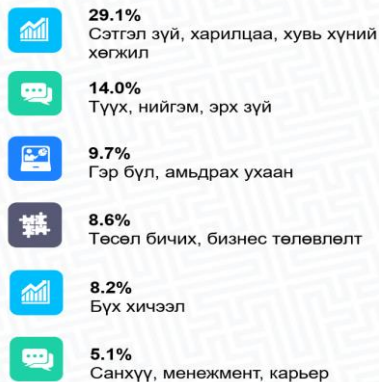 29.1%
Сэтгэл зүй, харилцаа, хувь хүний
хөгжил
14.0%
Түүх, нийгэм, эрх зүй
9.7%
Гэр бүл, амьдрах ухаан
8.6%
Төсөл бичих, бизнес төлөвлөлт
8.2%
Бүх хичээл
5.1%
Санхүү, менежмент, карьер